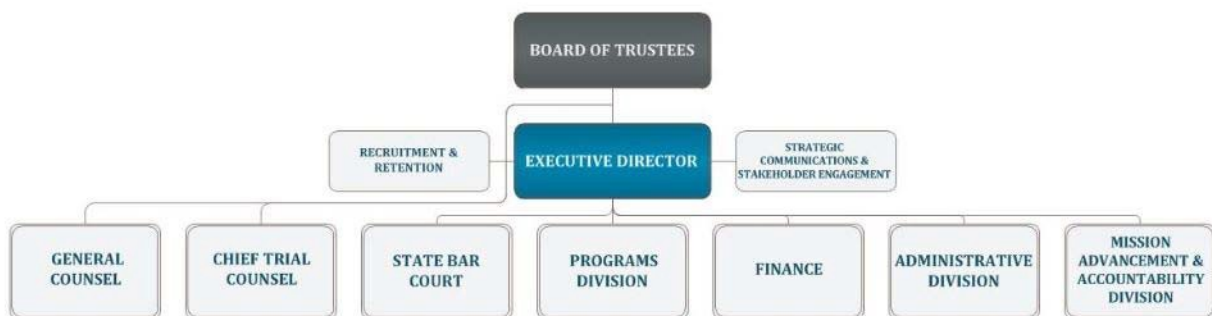 BOARD OF TRUSTEES
RECRUITMENT &
RETENTION
EXECUTIVE DIRECTOR
STRATEGIC
COMMUNICATIONS &
STAKEHOLDER ENGAGEMENT
GENERAL
COUNSEL
CHIEF TRIAL
COUNSEL
STATE BAR
COURT
PROGRAMS
DIVISION
FINANCE
ADMINISTRATIVE
DIVISION
MISSION
ADVANCEMENT &
ACCOUNTABILITY
DIVISION